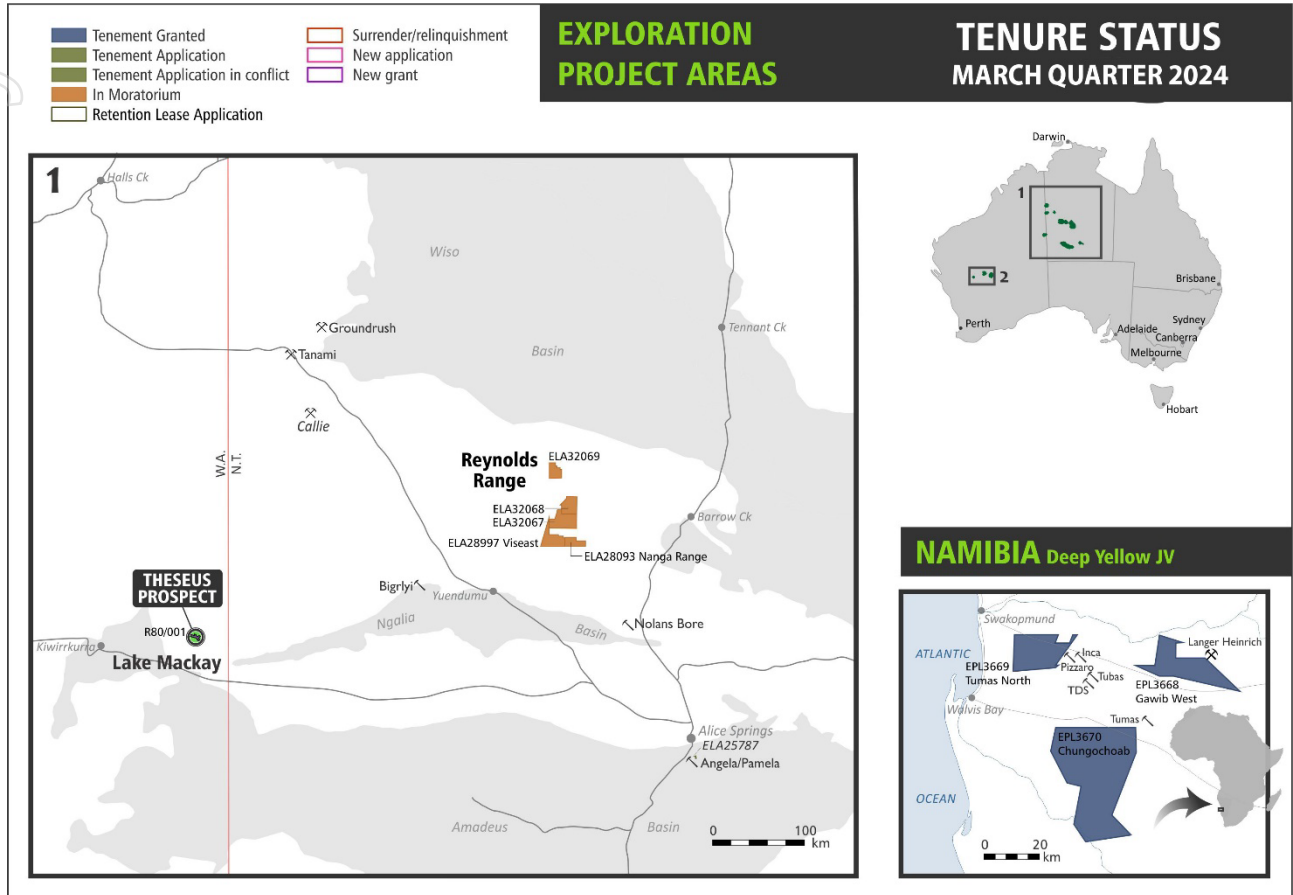 Tenement Granted
Tenement Application
Tenement Application in conflict
In Moratorium
Retention Lease Application
Surrender/relinquishment
New application
New grant
EXPLORATION
PROJECT AREAS
TENURE STATUS
MARCH QUARTER 2024
1
Halls Ck
Wiso
Basin
Groundrush
Tanami
Callie
Tennant Ck
W.A.
N.T.
Reynolds
Range
ELA32069
ELA32068
ELA32067
ELA28997 Viseast
ELA28093 Nanga Range
Barrow Ck
THESEUS
PROSPECT
R80/001
Kiwirrkurra
Lake Mackay
Bigrlyi
Yuendumu
Ngalia
Basin
Nolans Bore
Alice Springs
ELA25787
Angela/Pamela
Amadeus
Basin
0 100
km
Darwin
1
2
Brisbane
Perth
Adelaide
Sydney
Canberra
Melbourne
Hobart
NAMIBIA Deep Yellow JV
Swakopmund
ATLANTIC
EPL3669
Tumas North
Inca
Pizzaro
Tubas
TDS
Langer Heinrich
EPL3668
Gawib West
Walvis Bay
Tumas
EPL3670
Chungochoab
OCEAN
0 20
km